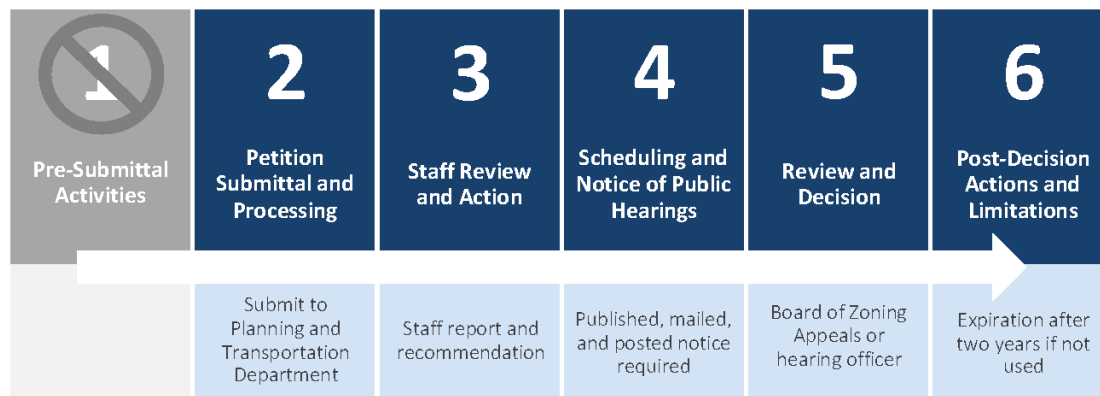 1
Pre-Submittal
Activities
2
Petition
Submittal and
Processing
Submit to
Planning and
Transportation
Department
3
Staff Review
and Action
Staff report and
recommendation
4
Scheduling and
Notice of Public
Hearings
Published, mailed,
and posted notice
required
5
Review and
Decision
Board of Zoning
Appeals or
hearing officer
6
Post-Decision
Actions and
Limitations
Expiration after
two years if not
used